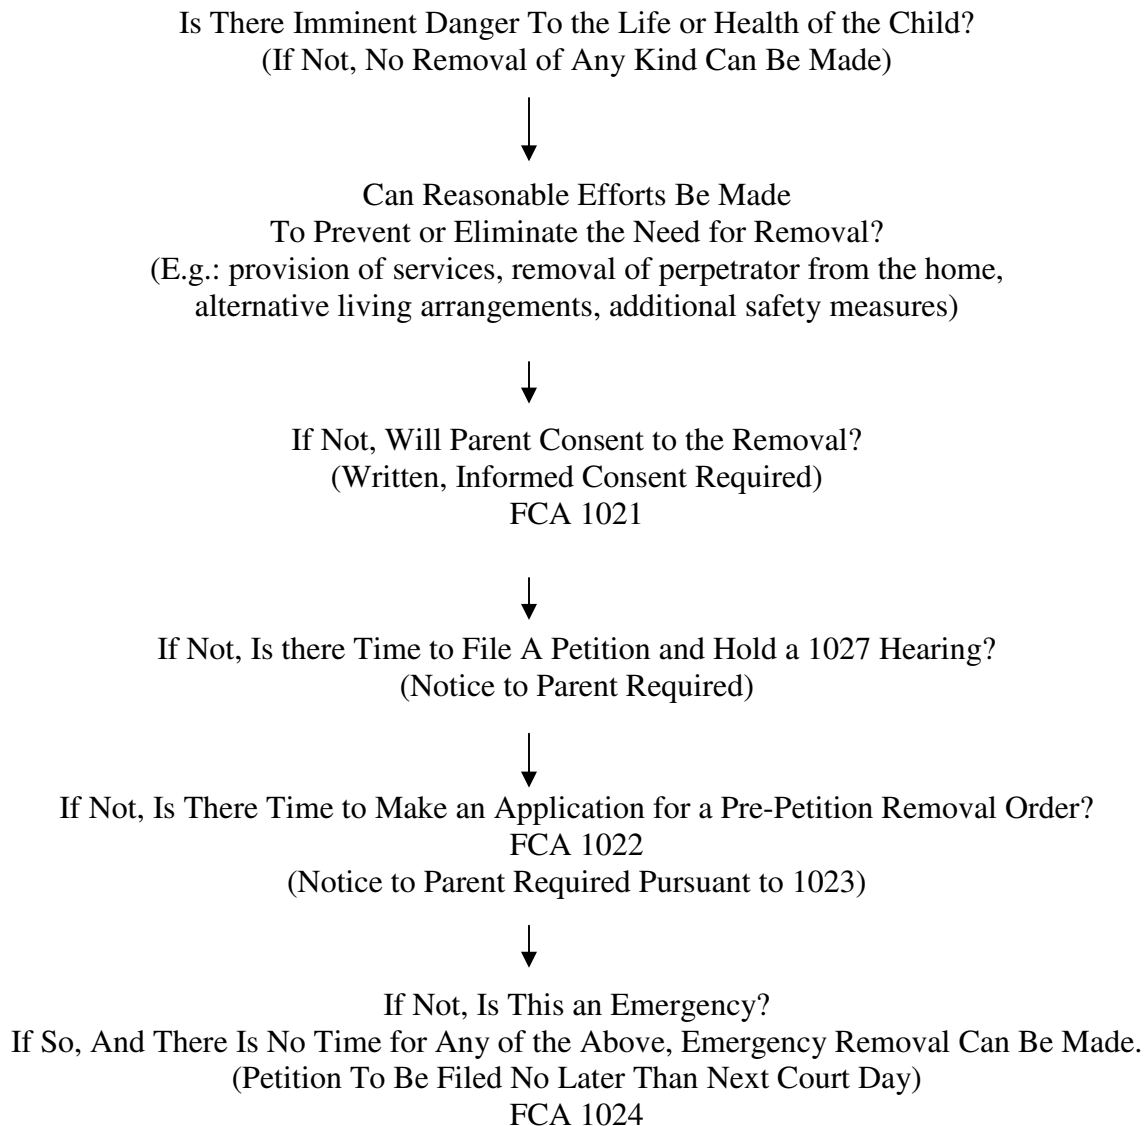 Is There Imminent Danger To the Life or Health of the Child?
(If Not, No Removal of Any Kind Can Be Made)
Can Reasonable Efforts Be Made
To Prevent or Eliminate the Need for Removal?
(E.g.: provision of services, removal of perpetrator from the home,
alternative living arrangements, additional safety measures)
If Not, Will Parent Consent to the Removal?
(Written, Informed Consent Required)
FCA 1021
If Not, Is there Time to File A Petition and Hold a 1027 Hearing?
(Notice to Parent Required)
If Not, Is There Time to Make an Application for a Pre-Petition Removal Order?
FCA 1022
(Notice to Parent Required Pursuant to 1023)
If Not, Is This an Emergency?
If So, And There Is No Time for Any of the Above, Emergency Removal Can Be Made.
(Petition To Be Filed No Later Than Next Court Day)
FCA 1024